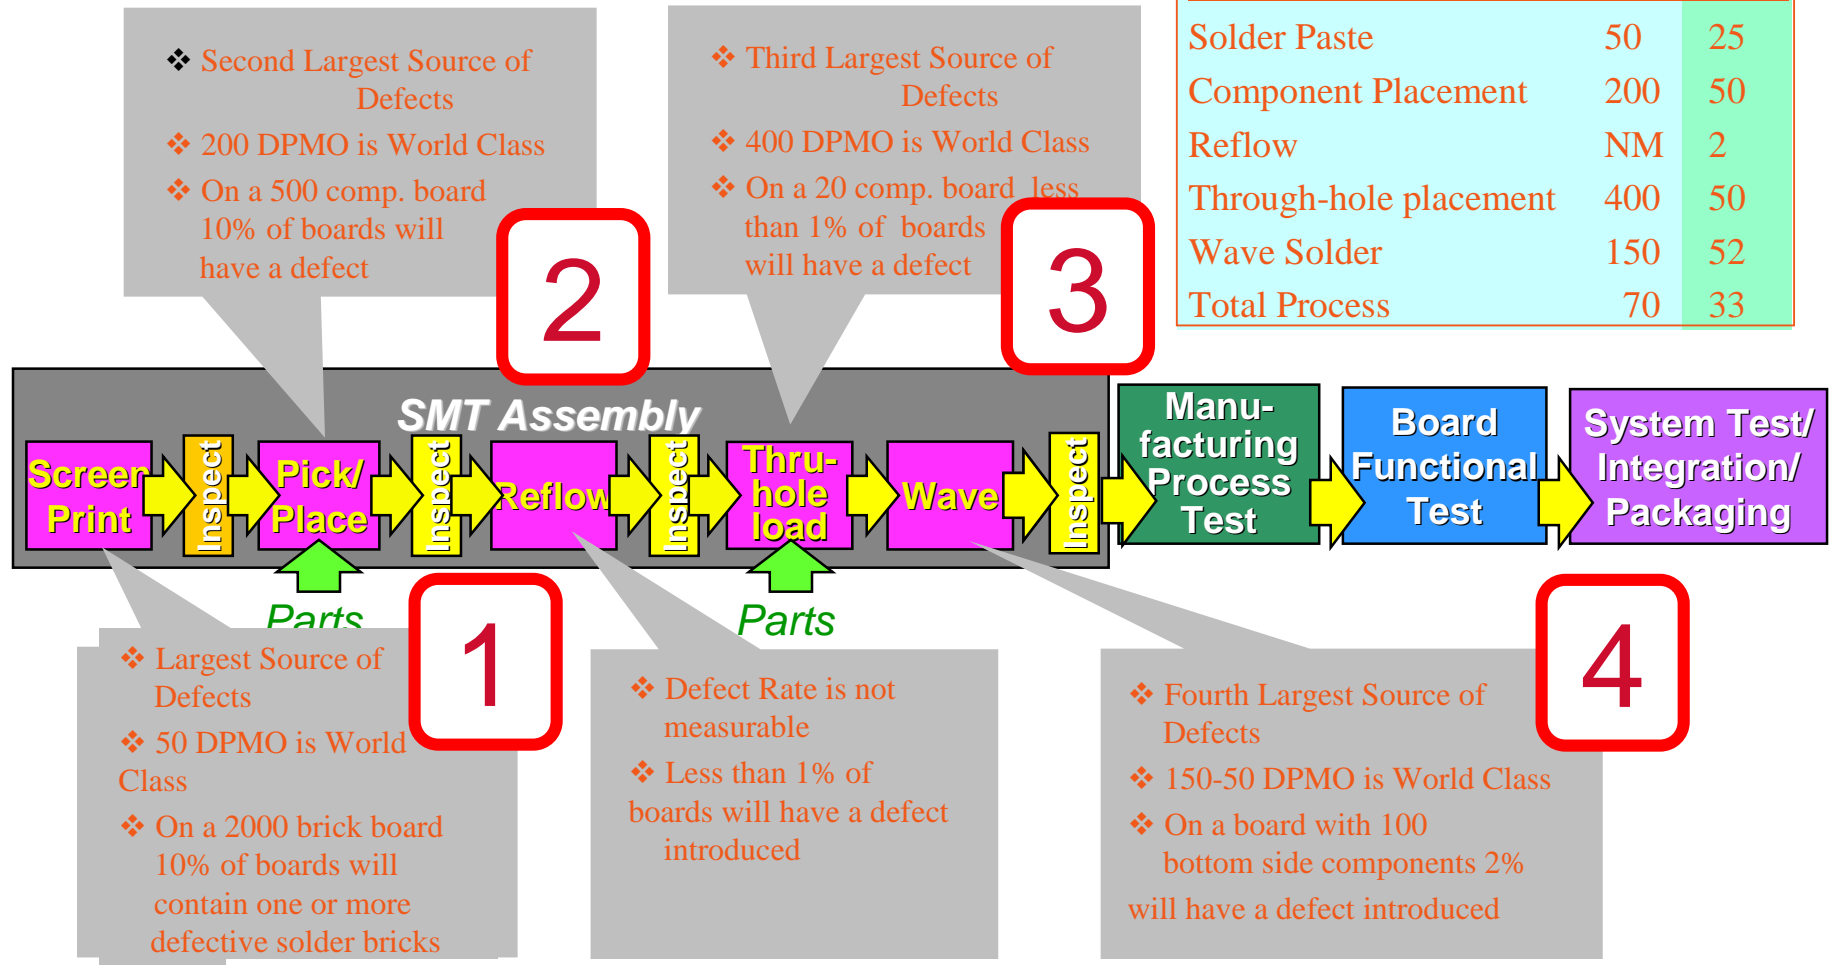 ❖ Second Largest Source of
Defects
❖ 200 DPMO is World Class
❖ On a 500 comp. board
10% of boards will
have a defect
2
❖ Third Largest Source of
Defects
❖ 400 DPMO is World Class
❖ On a 20 comp. board less
than 1% of boards
will have a defect
3
Solder Paste 50 25
Component Placement 200 50
Reflow NM 2
Through-hole placement 400 50
Wave Solder 150 52
Total Process 70 33
SMT Assembly
Screen
Print
Inspect
Pick/
Place
Inspect
Reflow
Inspect
Thru-
hole
load
Wave
Inspect
Manu-
facturing
Process
Test
Board
Functional
Test
System Test/
Integration/
Packaging
Parts
Parts
❖ Largest Source of
Defects
❖ 50 DPMO is World
Class
❖ On a 2000 brick board
10% of boards will
contain one or more
defective solder bricks
1
❖ Defect Rate is not
measurable
❖ Less than 1% of
boards will have a defect
introduced
❖ Fourth Largest Source of
Defects
❖ 150-50 DPMO is World Class
❖ On a board with 100
bottom side components 2%
will have a defect introduced
4